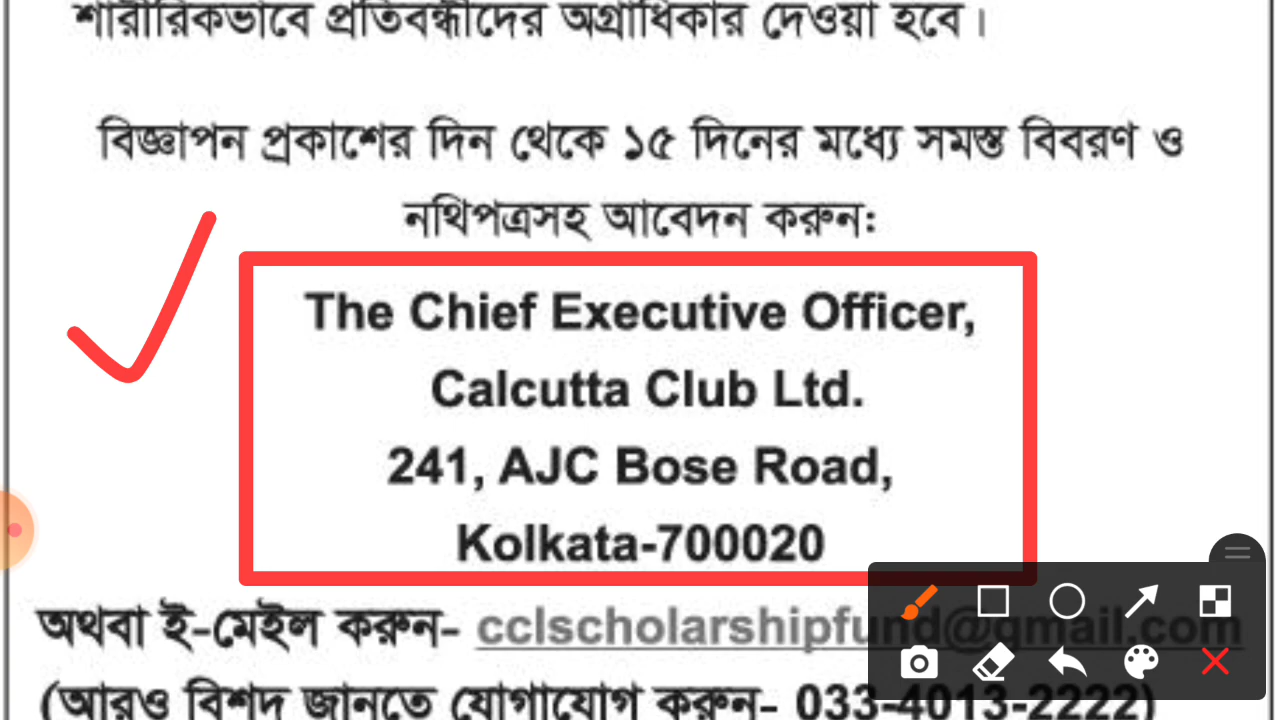 শারীরিকভাবে প্রতিবন্ধীদের অগ্রাধিকার দেওয়া হবে।
বিজ্ঞাপন প্রকাশের দিন থেকে ১৫ দিনের মধ্যে সমস্ত বিবরণ ও
নথিপত্রসহ আবেদন করুন:
The Chief Executive Officer,
Calcutta Club Ltd.
241, AJC Bose Road,
Kolkata-700020
অথবা ই-মেইল করুন- cclscholarshipfund@gmail.com
(আরও বিশদ জানতে যোগাযোগ করুন- 033-4013-2222)